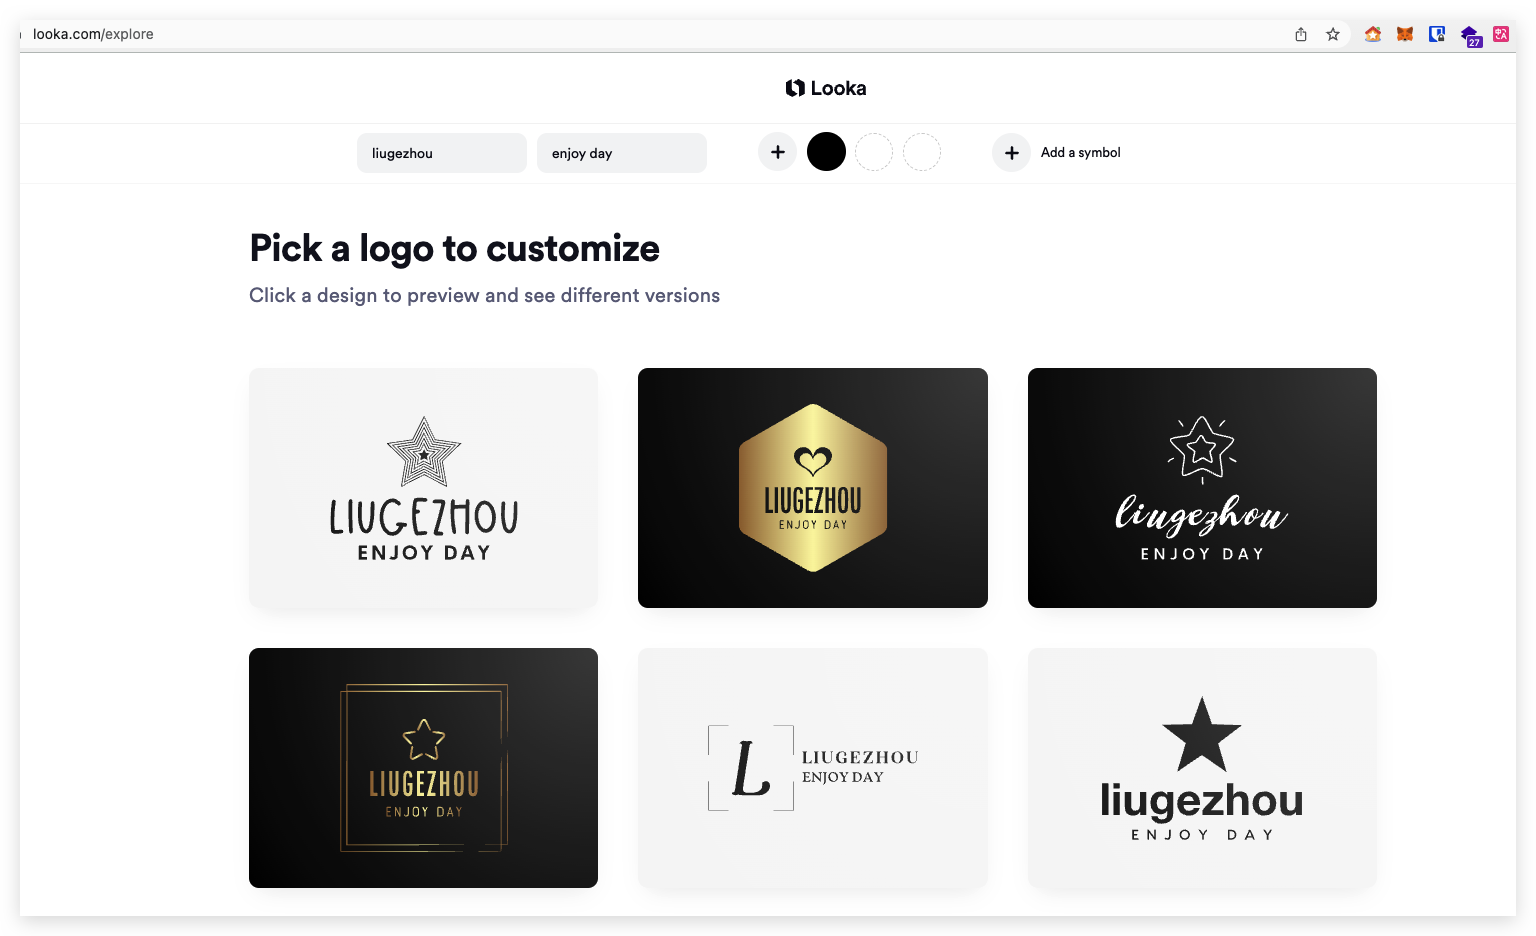 looka.com/explore
27
Looka
liugezhou
enjoy day
Add a symbol
Pick a logo to customize
Click a design to preview and see different versions
LIUGEZHOU
ENJOY DAY
LIUGEZHOU
ENJOY DAY
liugezhou
ENJOY DAY
LIUGEZHOU
ENJOY DAY
L
LIUGEZHOU
ENJOY DAY
liugezhou
ENJOY DAY